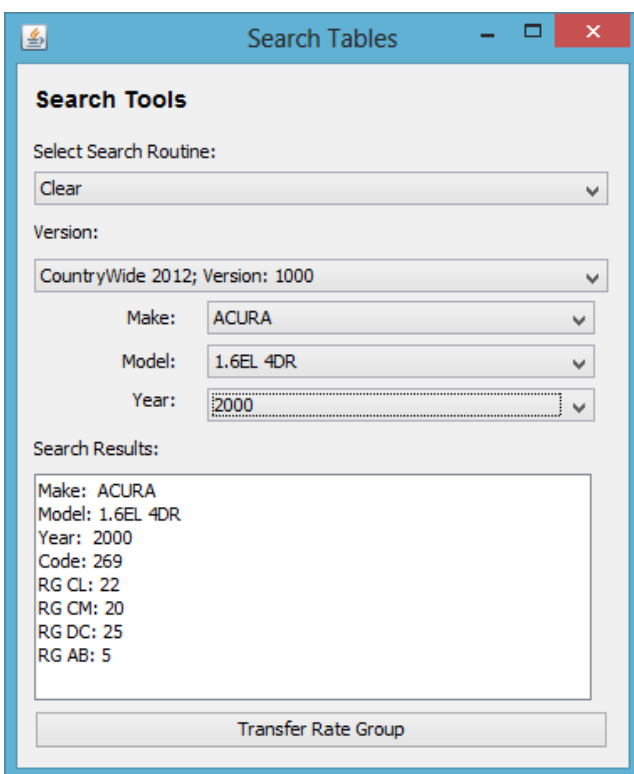 Search Tables
Search Tools
Select Search Routine:
Clear
Version:
CountryWide 2012; Version: 1000
Make: ACURA
Model: 1.6EL 4DR
Year: 2000
Search Results:
Make: ACURA
Model: 1.6EL 4DR
Year: 2000
Code: 269
RG CL: 22
RG CM: 20
RG DC: 25
RG AB: 5
Transfer Rate Group